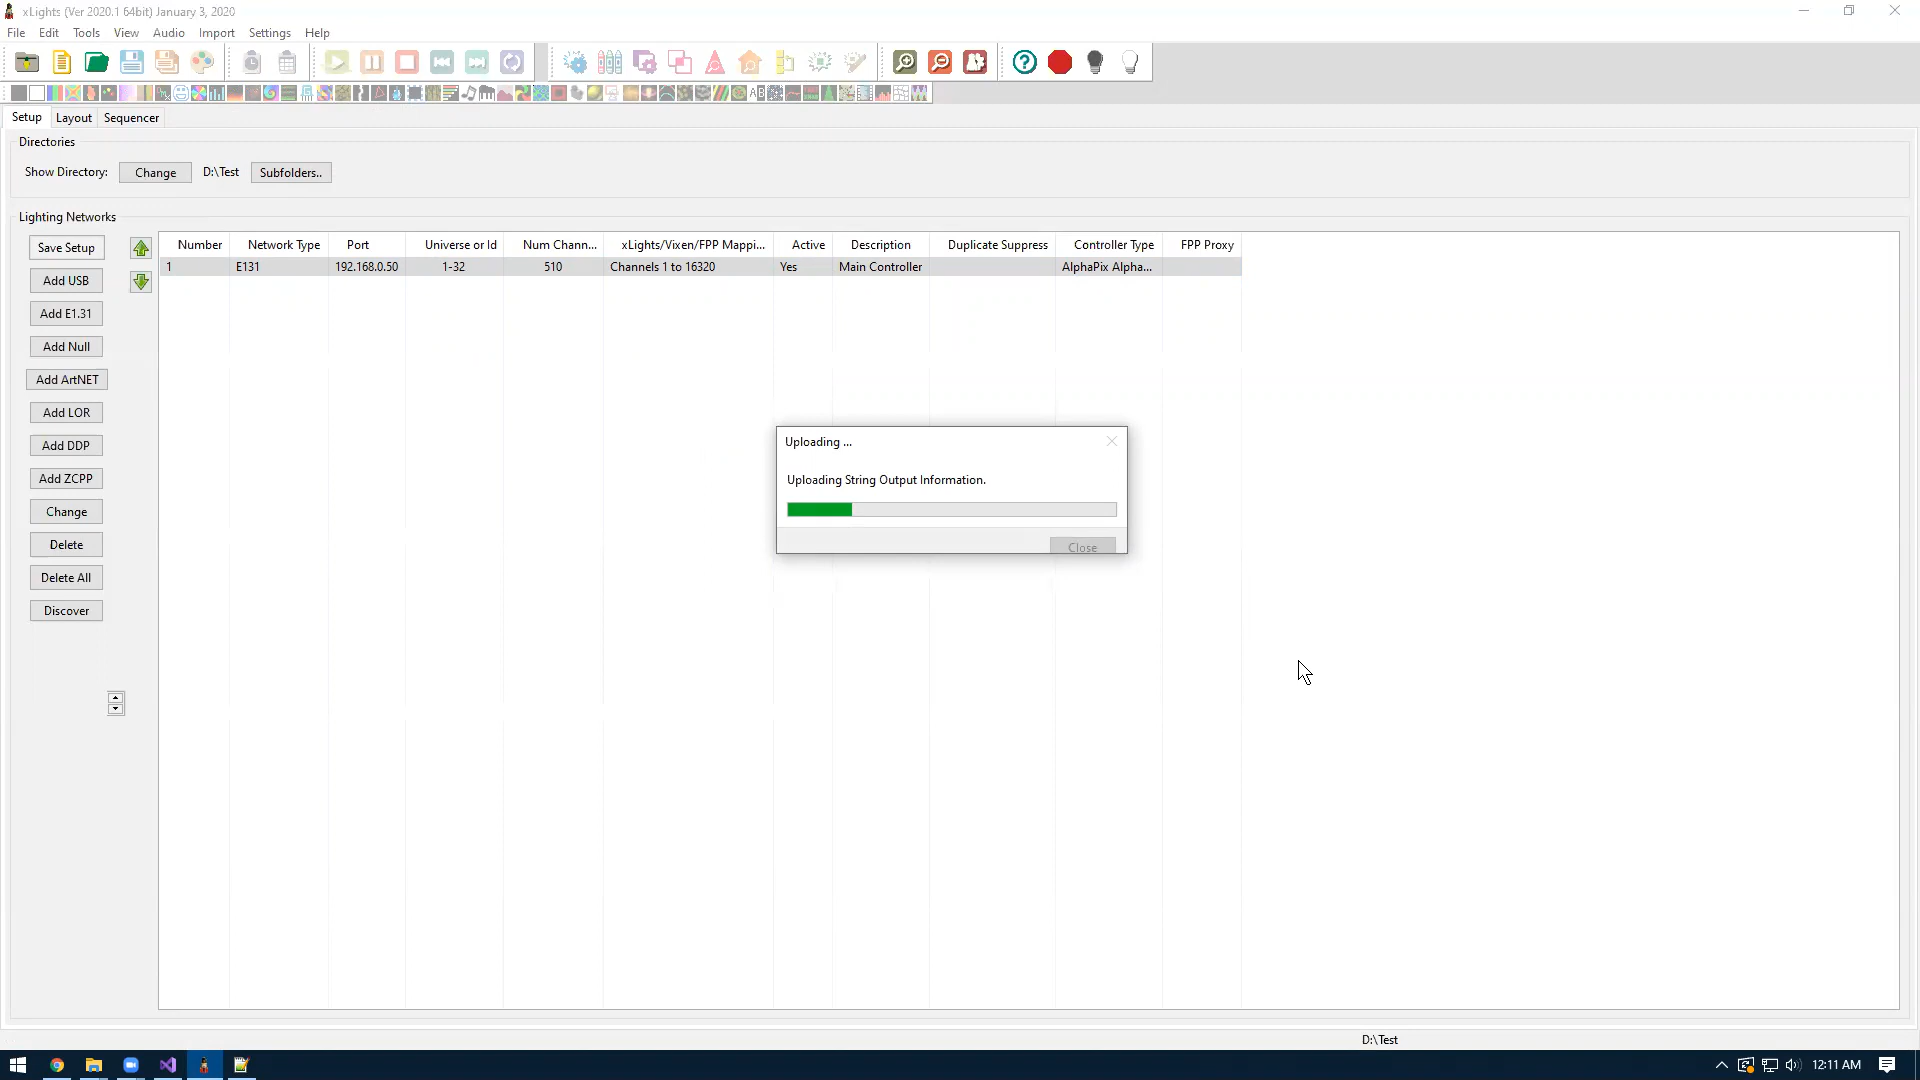 xLights (Ver 2020.1 64bit) January 3, 2020
File Edit Tools View Audio Import Settings Help
Setup Layout Sequencer
Directories
Show Directory: Change D:\Test Subfolders..
Lighting Networks
Save Setup
Add USB
Add E1.31
Add Null
Add ArtNET
Add LOR
Add DDP
Add ZCPP
Change
Delete
Delete All
Discover
Number Network Type Port Universe or Id Num Chann... xLights/Vixen/FPP Mappi... Active Description Duplicate Suppress Controller Type FPP Proxy
1 E131 192.168.0.50 1-32 510 Channels 1 to 16320 Yes Main Controller AlphaPix Alpha...
Uploading ...
Uploading String Output Information.
Close
D:\Test
12:11 AM